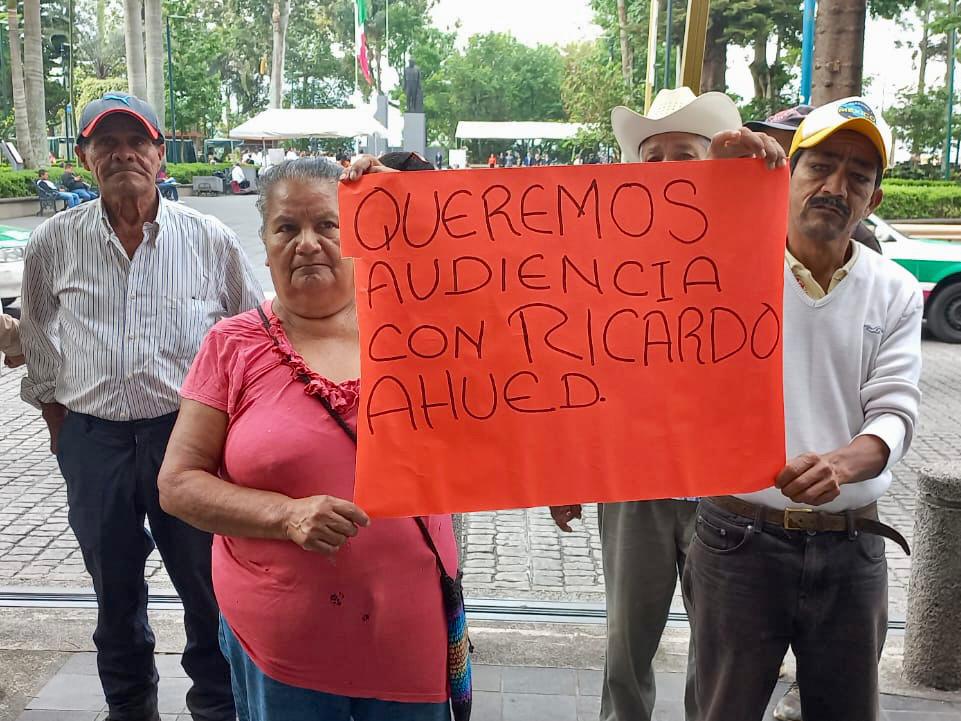 QUEREMOS
AUDIENCIA
CON RICARDO
AHUED.